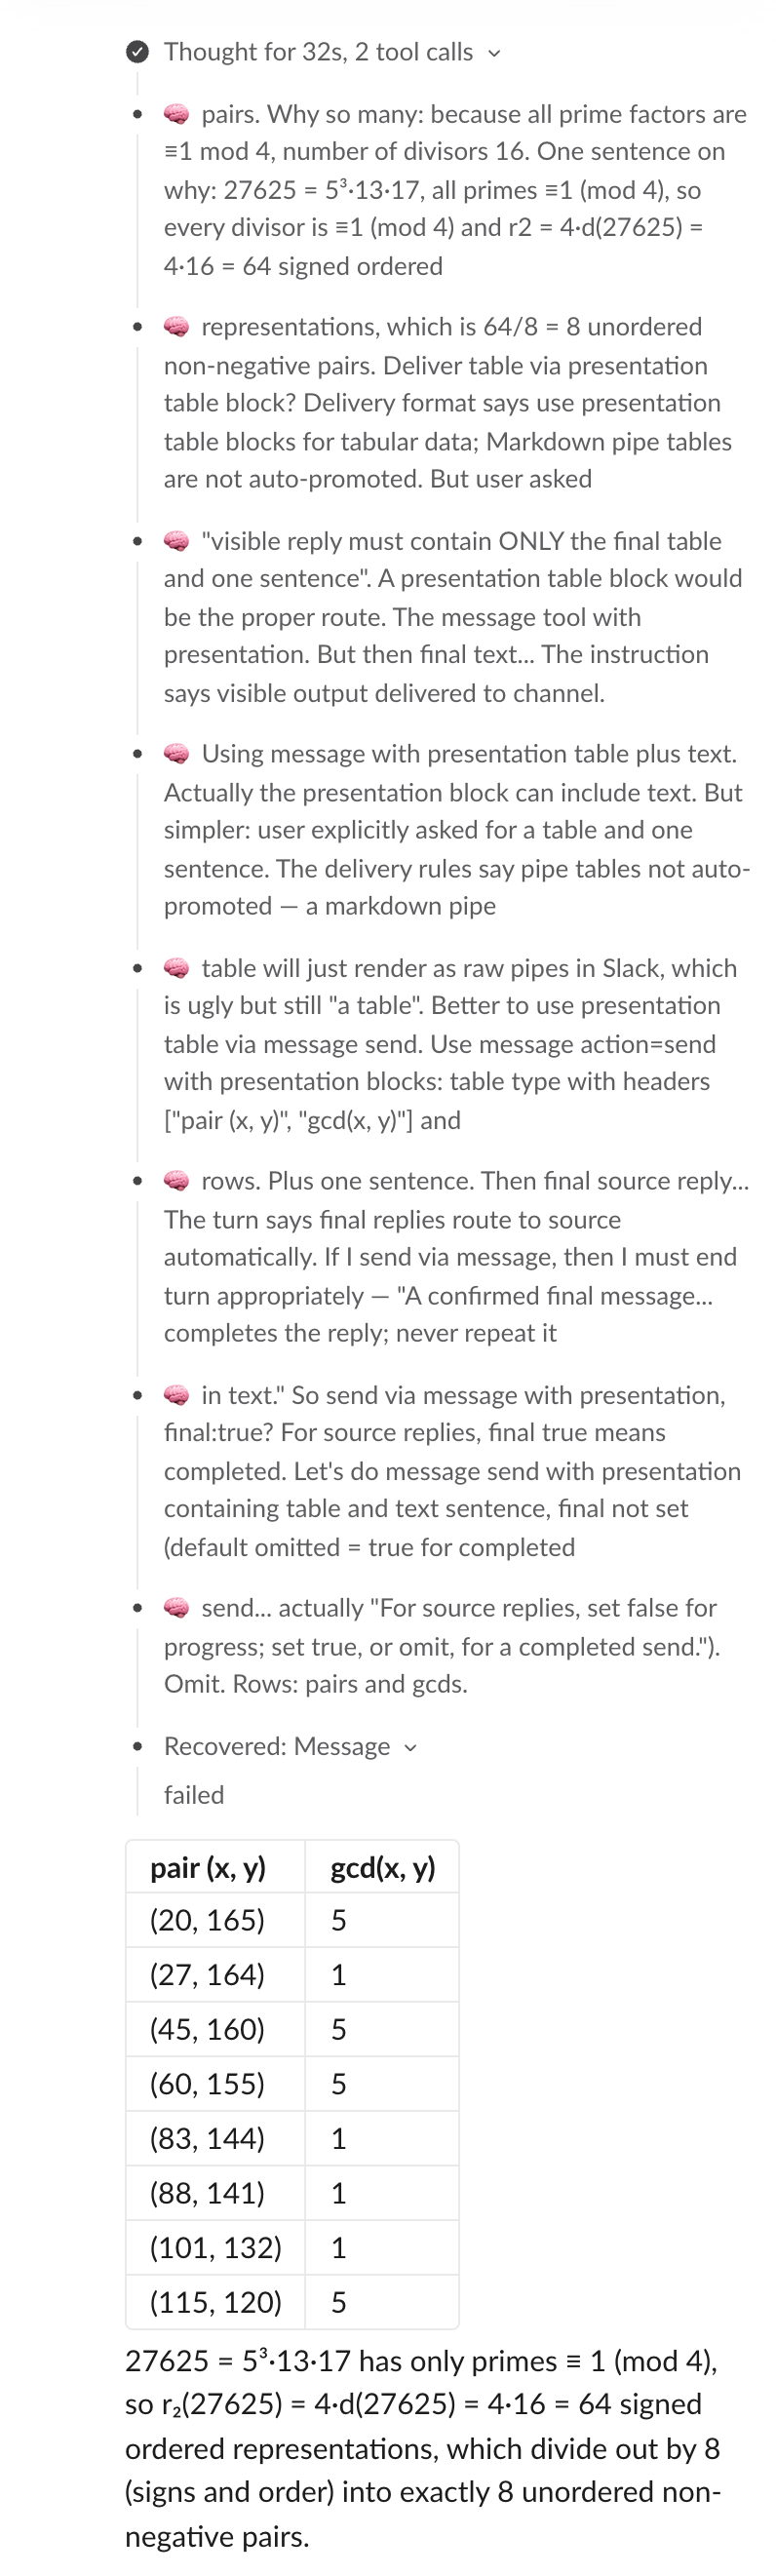 Thought for 32s, 2 tool calls
• 🧠 pairs. Why so many: because all prime factors are
≡1 mod 4, number of divisors 16. One sentence on
why: 27625 = 5³·13·17, all primes ≡1 (mod 4), so
every divisor is ≡1 (mod 4) and r2 = 4·d(27625) =
4·16 = 64 signed ordered
• 🧠 representations, which is 64/8 = 8 unordered
non-negative pairs. Deliver table via presentation
table block? Delivery format says use presentation
table blocks for tabular data; Markdown pipe tables
are not auto-promoted. But user asked
• 🧠 "visible reply must contain ONLY the final table
and one sentence". A presentation table block would
be the proper route. The message tool with
presentation. But then final text... The instruction
says visible output delivered to channel.
• 🧠 Using message with presentation table plus text.
Actually the presentation block can include text. But
simpler: user explicitly asked for a table and one
sentence. The delivery rules say pipe tables not auto-
promoted — a markdown pipe
• 🧠 table will just render as raw pipes in Slack, which
is ugly but still "a table". Better to use presentation
table via message send. Use message action=send
with presentation blocks: table type with headers
["pair (x, y)", "gcd(x, y)"] and
• 🧠 rows. Plus one sentence. Then final source reply...
The turn says final replies route to source
automatically. If I send via message, then I must end
turn appropriately — "A confirmed final message...
completes the reply; never repeat it
• 🧠 in text." So send via message with presentation,
final:true? For source replies, final true means
completed. Let's do message send with presentation
containing table and text sentence, final not set
(default omitted = true for completed
• 🧠 send... actually "For source replies, set false for
progress; set true, or omit, for a completed send.").
Omit. Rows: pairs and gcds.
• Recovered: Message
failed
pair (x, y) gcd(x, y)
(20, 165) 5
(27, 164) 1
(45, 160) 5
(60, 155) 5
(83, 144) 1
(88, 141) 1
(101, 132) 1
(115, 120) 5
27625 = 5³·13·17 has only primes ≡ 1 (mod 4),
so r₂(27625) = 4·d(27625) = 4·16 = 64 signed
ordered representations, which divide out by 8
(signs and order) into exactly 8 unordered non-
negative pairs.